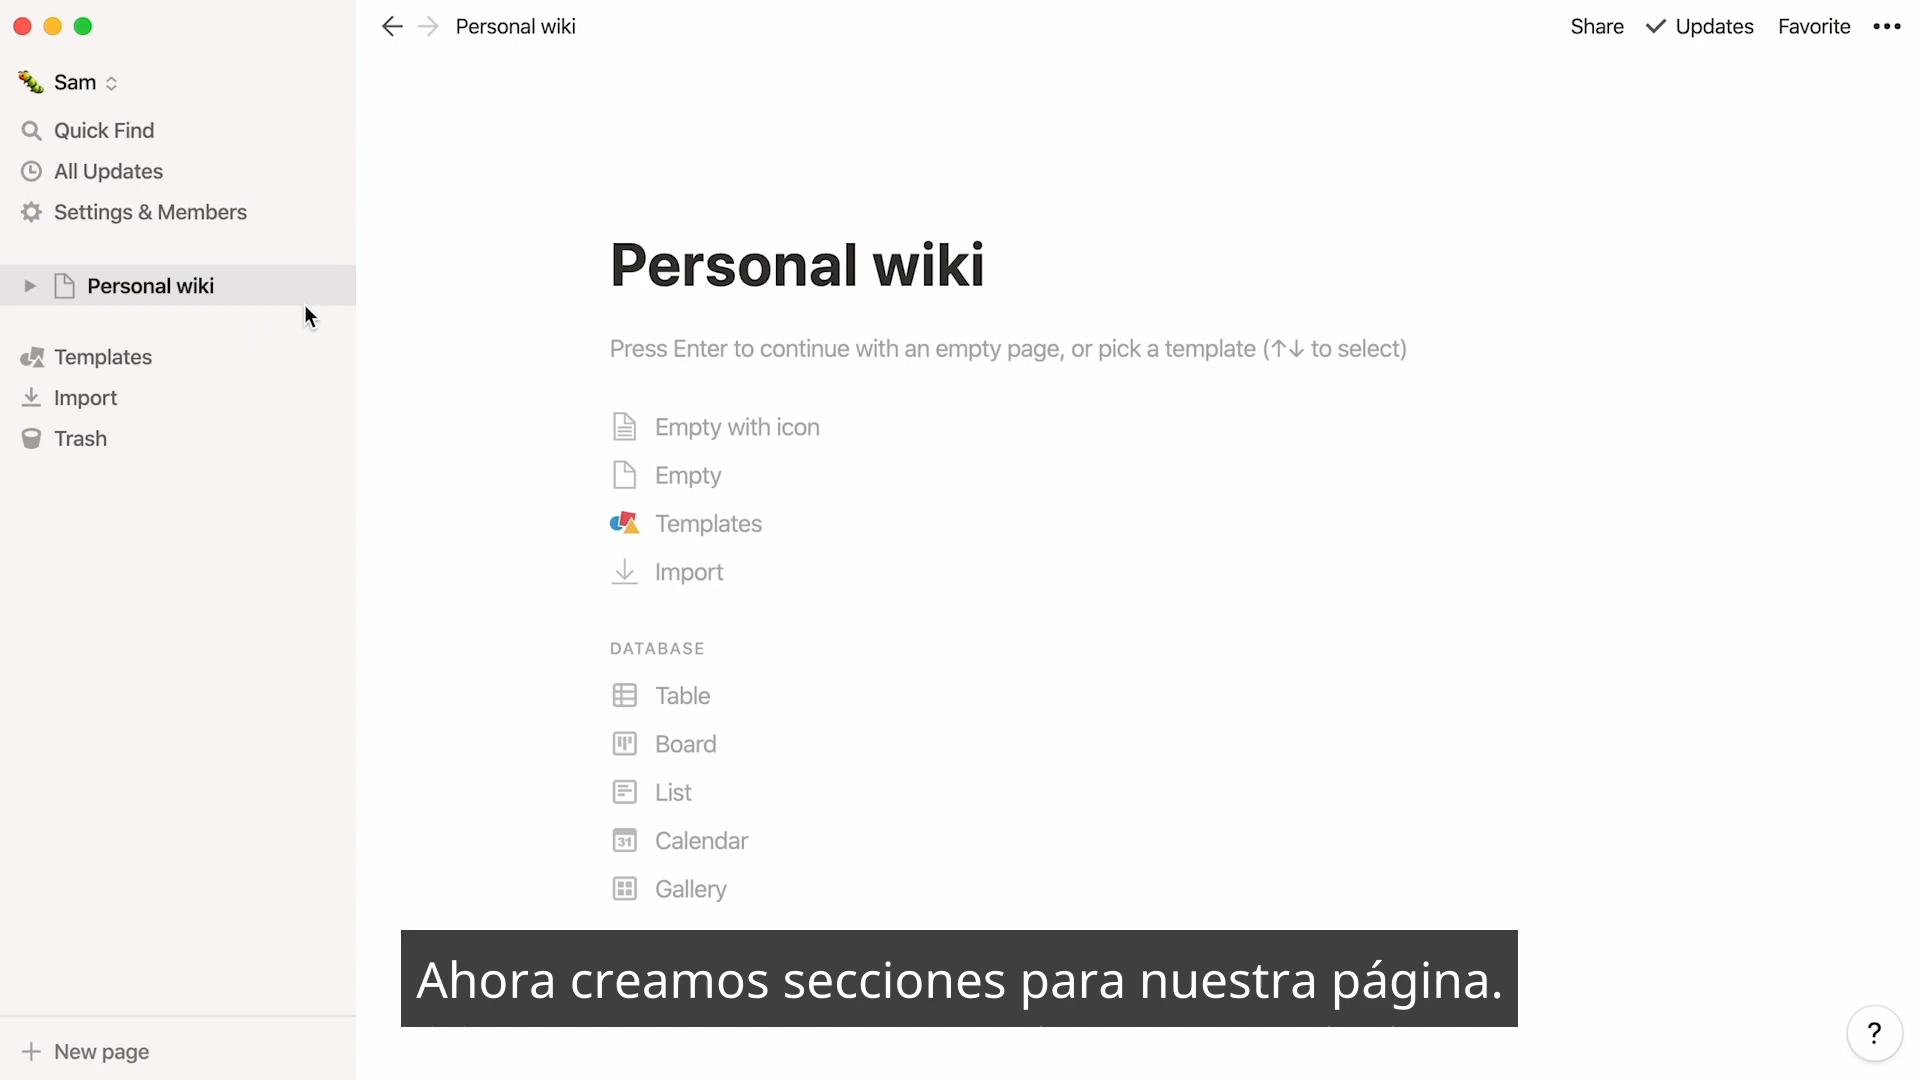 Personal wiki
Share
Updates
Favorite
Sam
Quick Find
All Updates
Settings & Members
Personal wiki
Templates
Import
Trash
New page
Personal wiki
Press Enter to continue with an empty page, or pick a template (↑↓ to select)
Empty with icon
Empty
Templates
Import
DATABASE
Table
Board
List
31 Calendar
Gallery
Ahora creamos secciones para nuestra página.
?